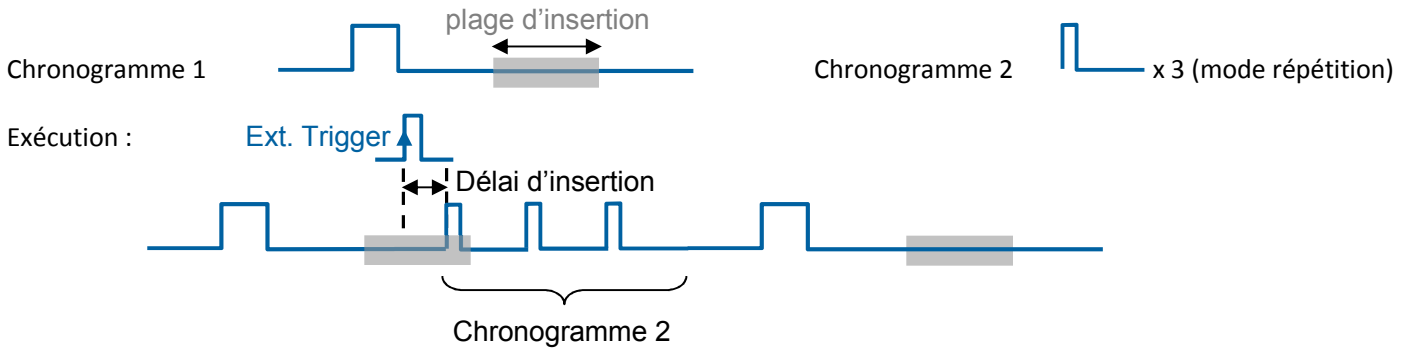 plage d’insertion
Chronogramme 1
Chronogramme 2
x 3 (mode répétition)
Exécution :
Ext. Trigger
Délai d’insertion
Chronogramme 2